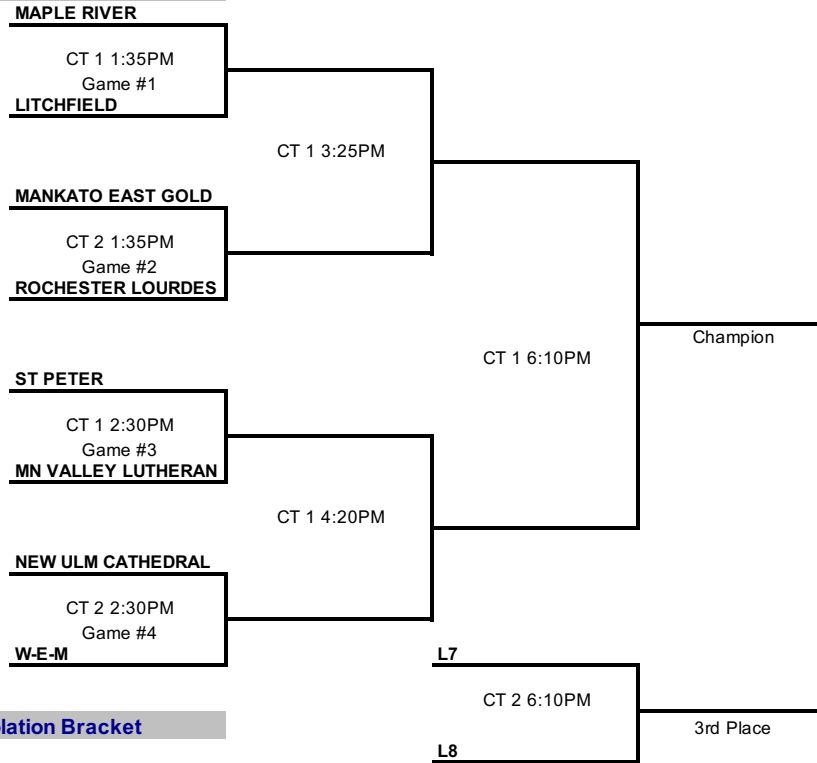 MAPLE RIVER
CT 1 1:35PM
Game #1
LITCHFIELD
CT 1 3:25PM
MANKATO EAST GOLD
CT 2 1:35PM
Game #2
ROCHESTER LOURDES
Champion
CT 1 6:10PM
ST PETER
CT 1 2:30PM
Game #3
MN VALLEY LUTHERAN
CT 1 4:20PM
NEW ULM CATHEDRAL
CT 2 2:30PM
Game #4
W-E-M
L7
CT 2 6:10PM
3rd Place
lation Bracket
L8